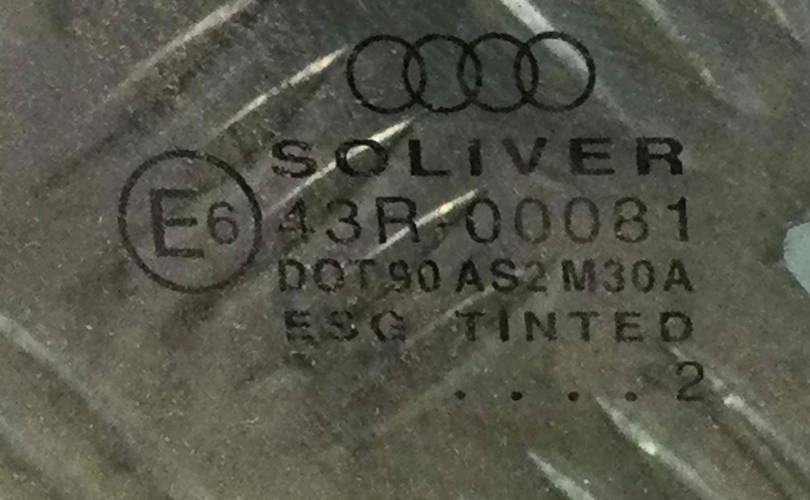 SOLIVER
E6 43R-00081
DOT90 AS2 M30A
ESG TINTED
. . . . 2